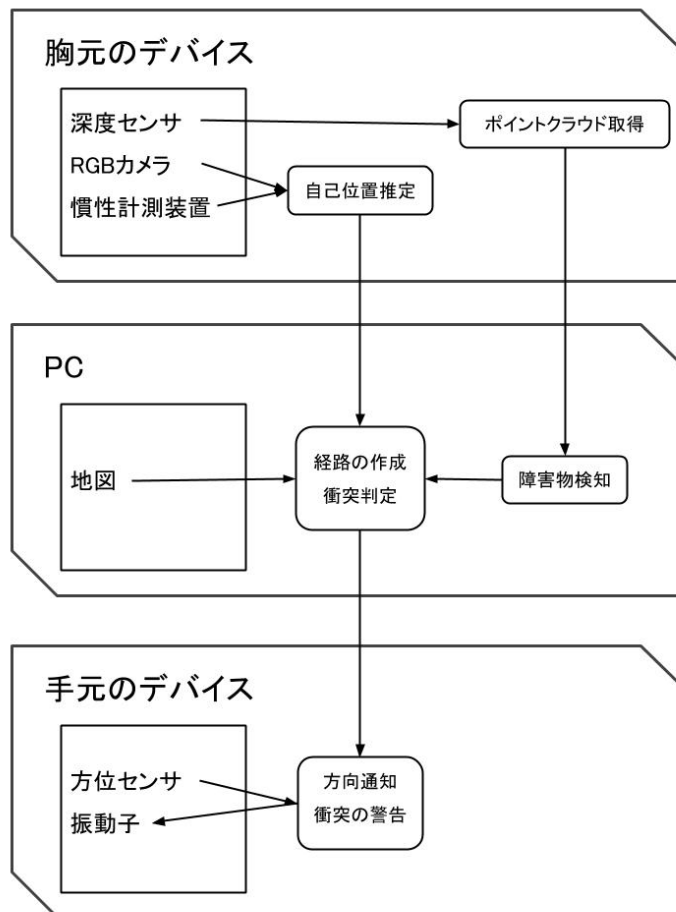 胸元のデバイス
深度センサ
ポイントクラウド取得
RGBカメラ
自己位置推定
慣性計測装置
PC
経路の作成
衝突判定
地図
障害物検知
手元のデバイス
方位センサ
方向通知
衝突の警告
振動子